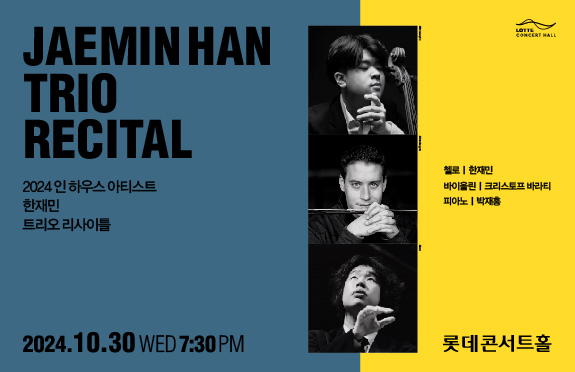 JAEMIN HAN
TRIO
RECITAL
2024 인 하우스 아티스트
한재민
트리오 리사이틀
2024.10.30 WED 7:30 PM
LOTTE
CONCERT HALL
첼로 | 한재민
바이올린 | 크리스토프 바라티
피아노 | 박재홍
롯데콘서트홀